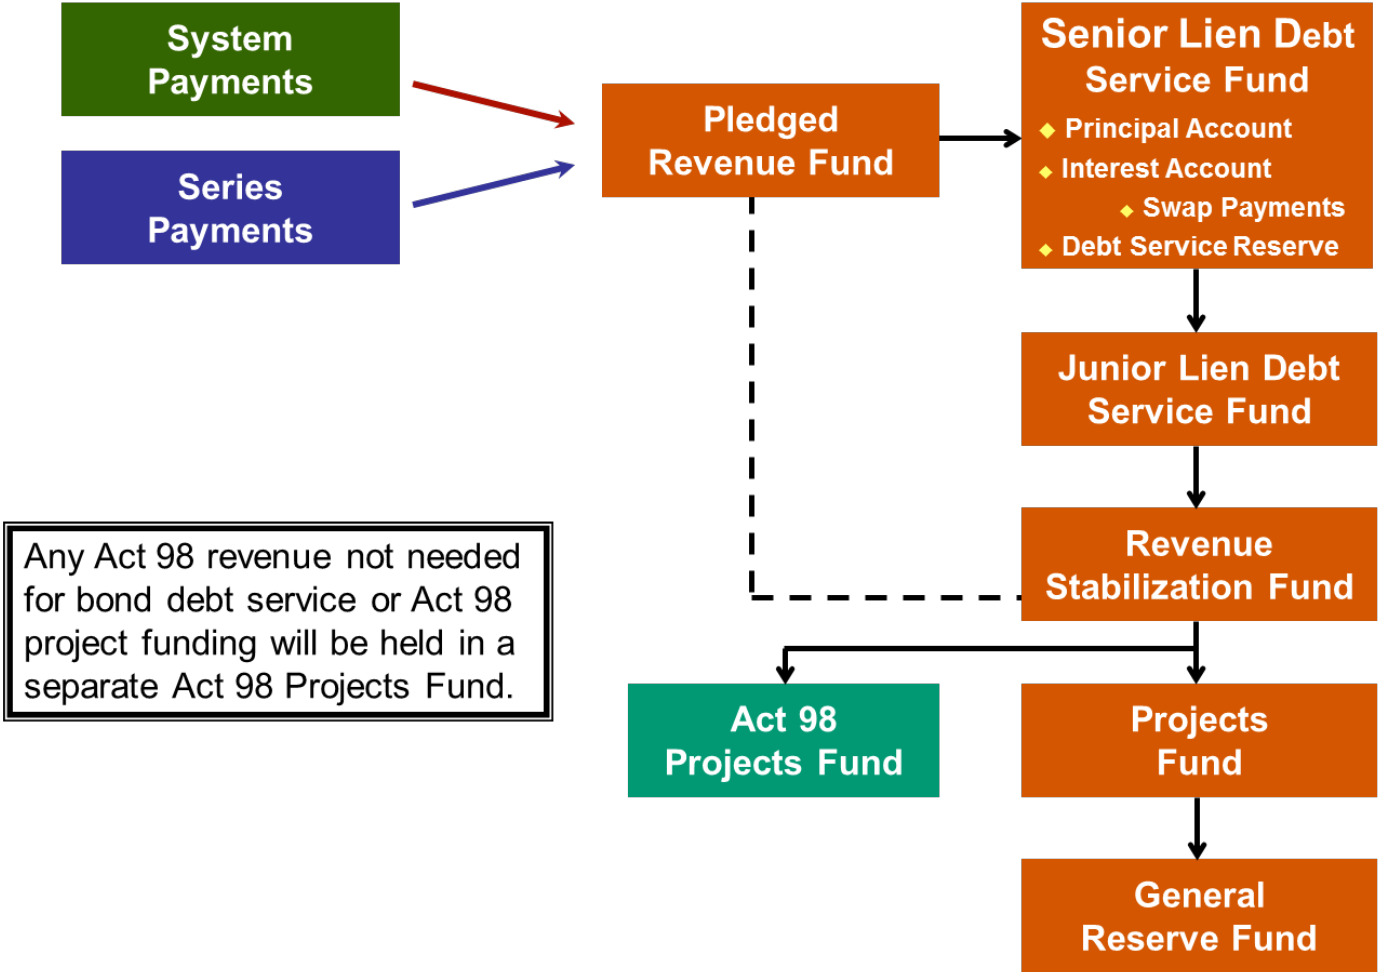 System
Payments
Series
Payments
Pledged
Revenue Fund
Senior Lien Debt
Service Fund
Principal Account
Interest Account
Swap Payments
Debt Service Reserve
Junior Lien Debt
Service Fund
Revenue
Stabilization Fund
Any Act 98 revenue not needed
for bond debt service or Act 98
project funding will be held in a
separate Act 98 Projects Fund.
Act 98
Projects Fund
Projects
Fund
General
Reserve Fund